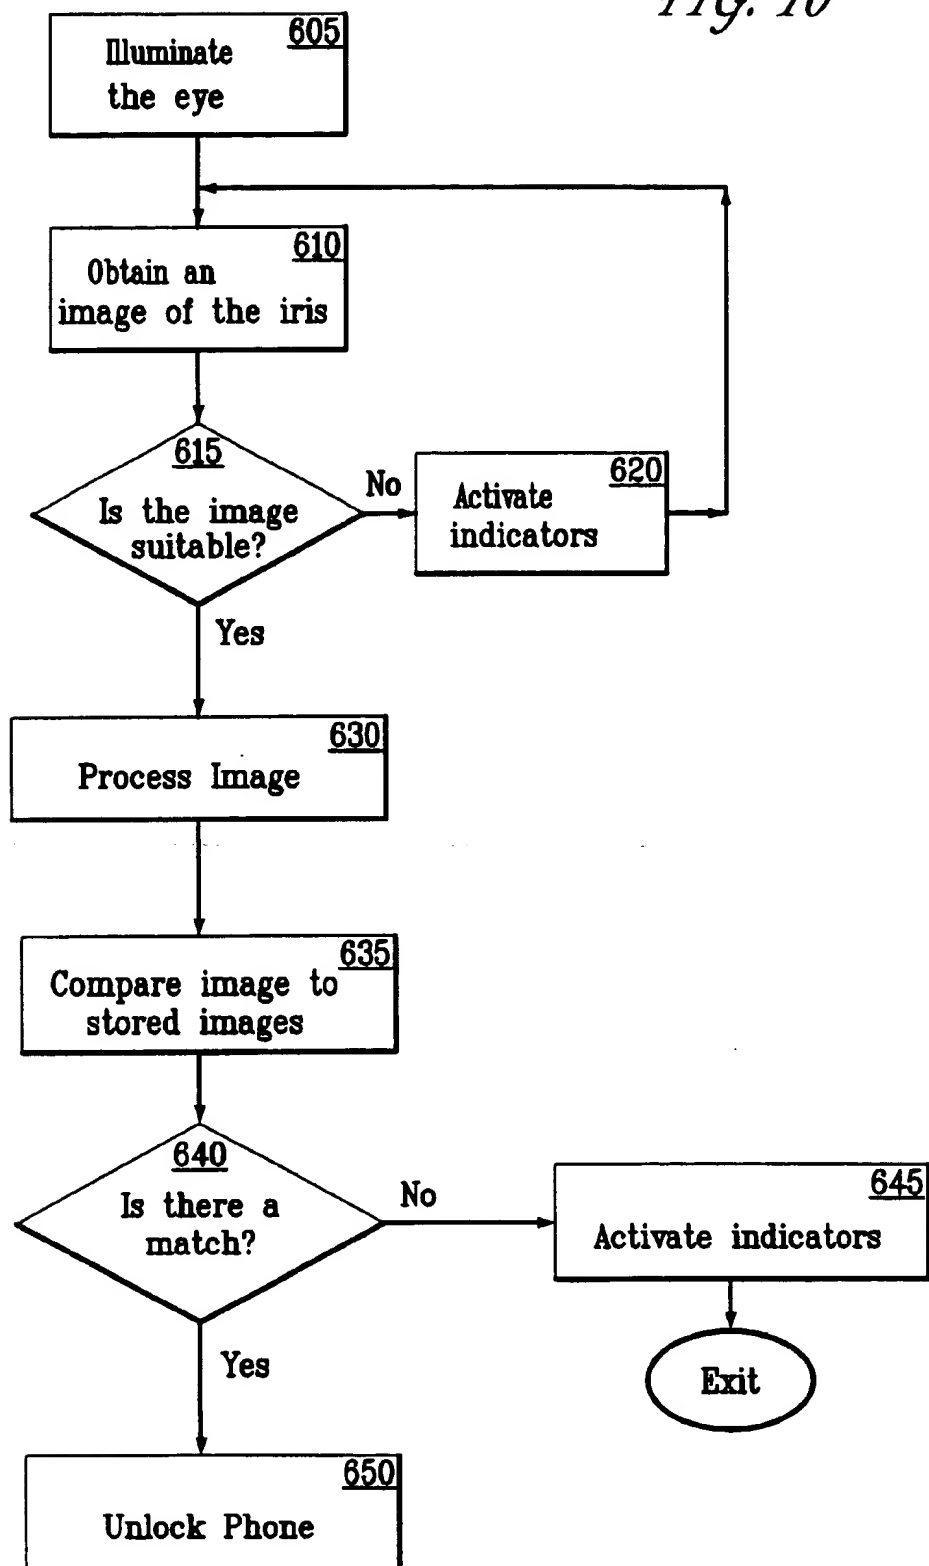 FIG. 10
605
Illuminate
the eye
610
Obtain an
image of the iris
615
Is the image
suitable?
No
620
Activate
indicators
Yes
630
Process Image
635
Compare image to
stored images
640
Is there a
match?
No
645
Activate indicators
Yes
Exit
650
Unlock Phone